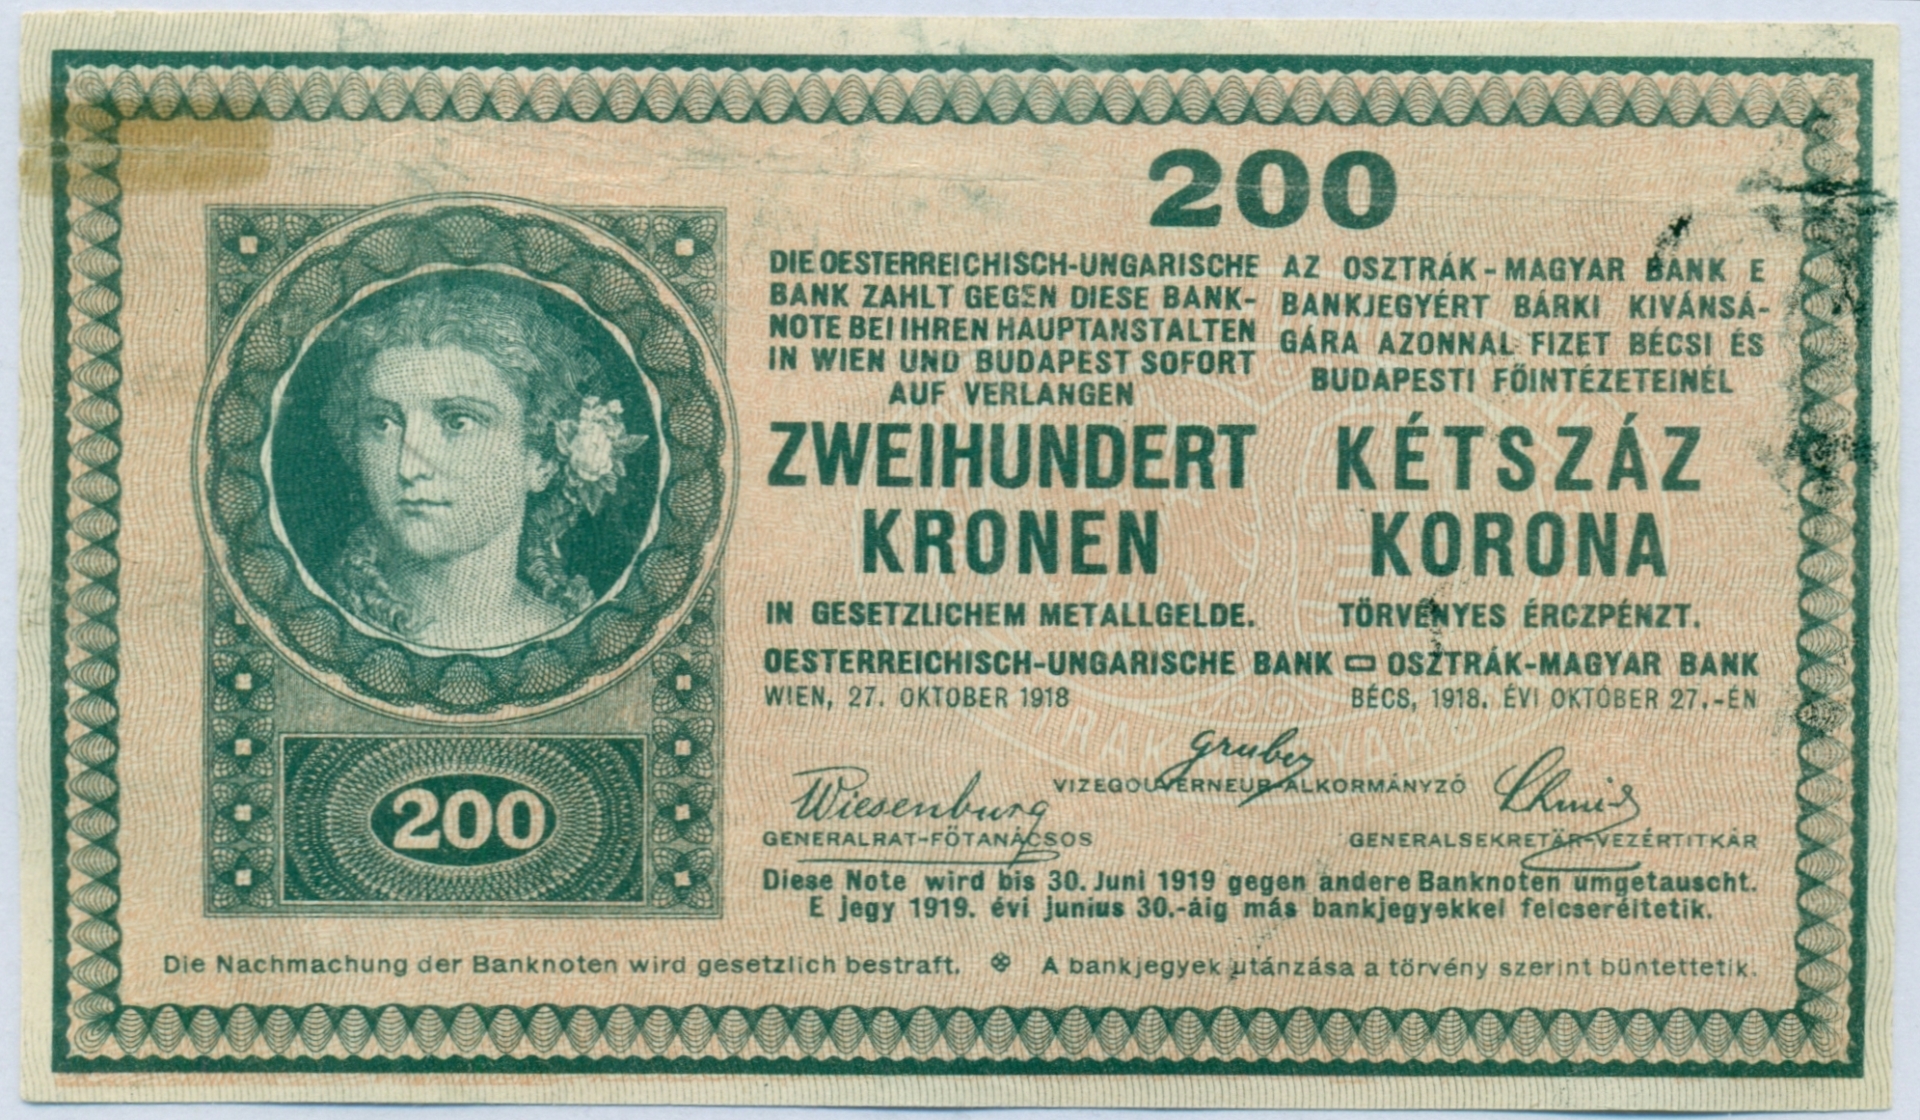 200
DIE OESTERREICHISCH-UNGARISCHE
BANK ZAHLT GEGEN DIESE BANK-
NOTE BEI IHREN HAUPTANSTALTEN
IN WIEN UND BUDAPEST SOFORT
AUF VERLANGEN
ZWEIHUNDERT
KRONEN
IN GESETZLICHEM METALLGELDE.
AZ OSZTRÁK-MAGYAR BANK E
BANKJEGYÉRT BÁRKI KIVÁNSÁ-
GÁRA AZONNAL FIZET BÉCSI ÉS
BUDAPESTI FŐINTÉZETEINÉL
KÉTSZÁZ
KORONA
TÖRVÉNYES ÉRCZPÉNZT.
OESTERREICHISCH-UNGARISCHE BANK OSZTRÁK-MAGYAR BANK
WIEN, 27. OKTOBER 1918
BÉCS, 1918. ÉVI OKTÓBER 27.-ÉN
Gruber
VIZEGOUVERNEUR-ALKORMÁNYZÓ
Wiesenburg
GENERALRAT-FŐTANÁCSOS
Schmid
GENERALSEKRETÄR-VEZÉRTITKÁR
Diese Note wird bis 30. Juni 1919 gegen andere Banknoten umgetauscht.
E jegy 1919. évi junius 30.-áig más bankjegyekkel felcseréltetik.
200
Die Nachmachung der Banknoten wird gesetzlich bestraft. A bankjegyek utánzása a törvény szerint büntettetik.